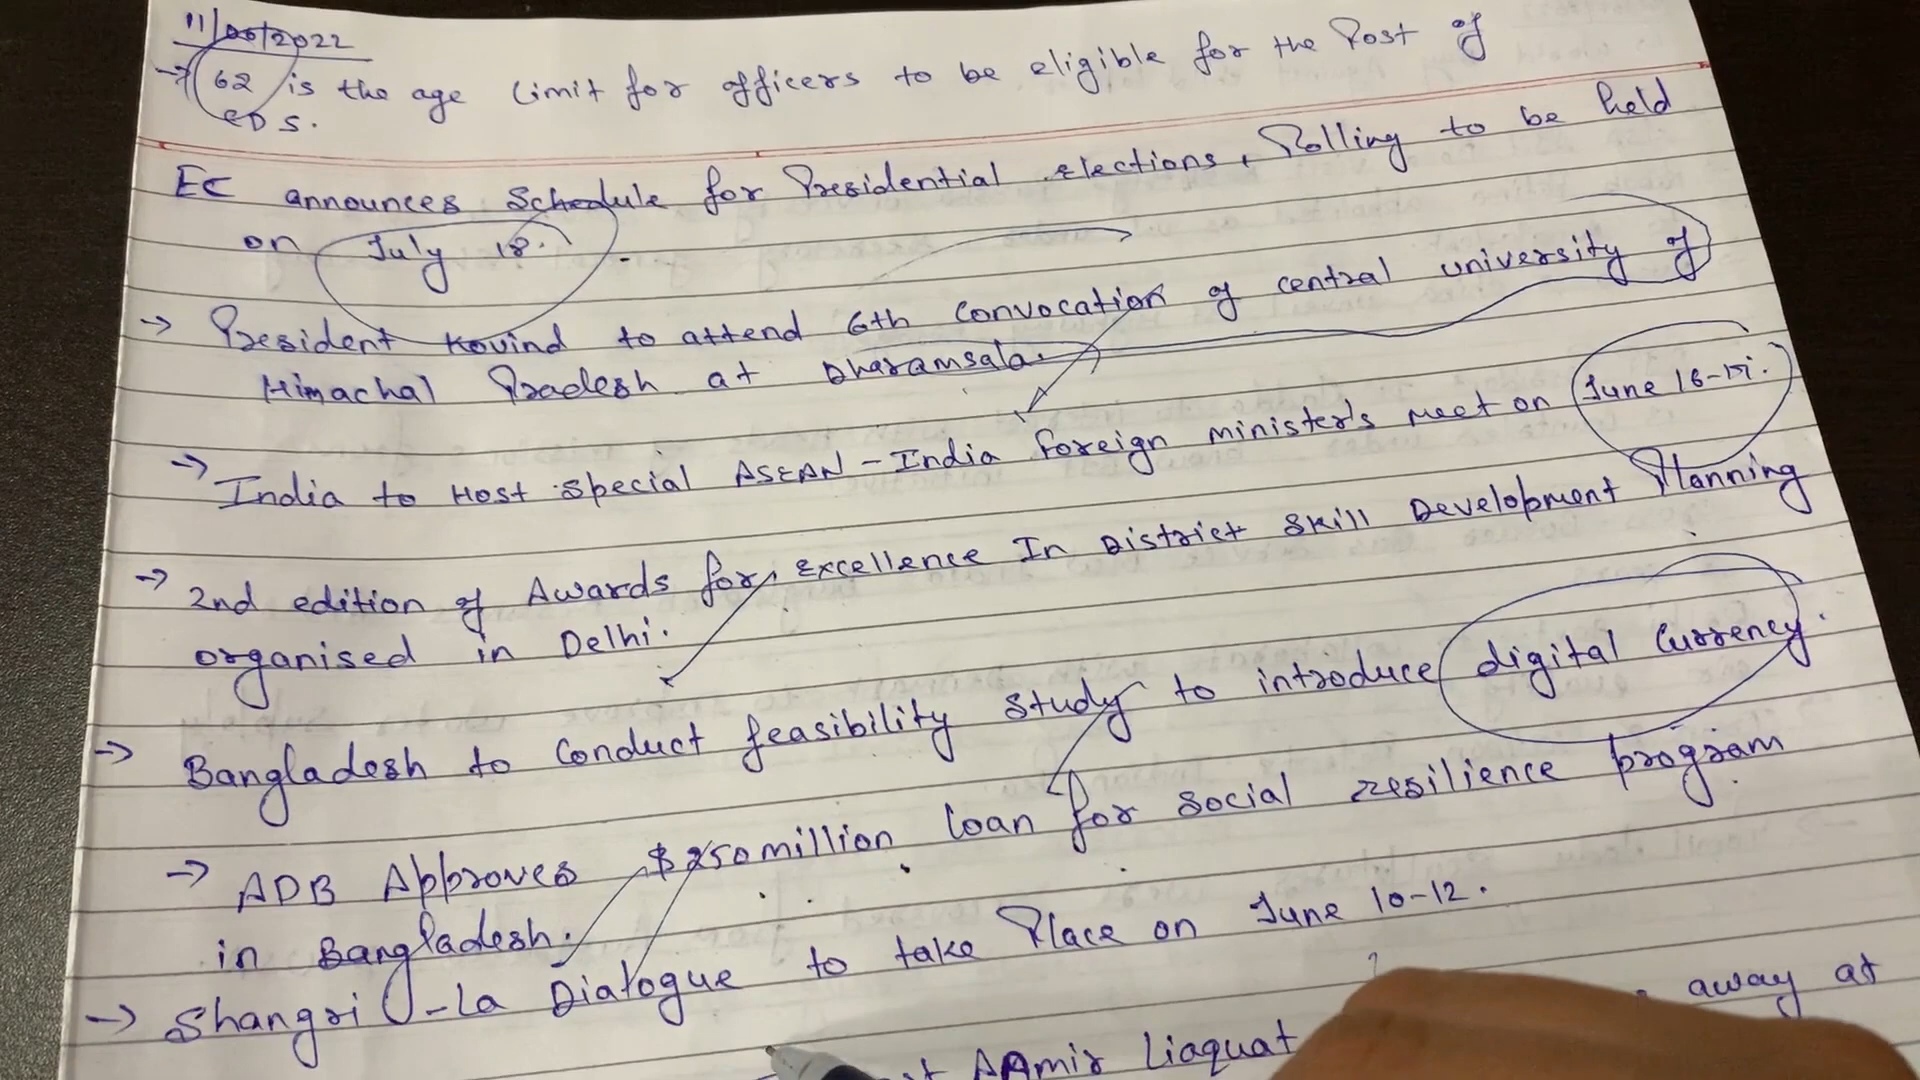 11/06/2022
→ 62 is the age limit for officers to be eligible for the Post of
EDS.
EC announces Schedule for Presidential elections, Polling to be held
on July 18.
→ President Kovind to attend 6th Convocation of central university of
Himachal Pradesh at Dharamsala.
→ India to Host special ASEAN-India foreign minister's meet on June 16-17.
→ 2nd edition of Awards for excellence In District Skill Development Planning
organised in Delhi.
→ Bangladesh to Conduct feasibility study to introduce digital Currency.
→ ADB Approves $250 million loan for social resilience program
in Bangladesh.
→ Shangri-La Dialogue to take Place on June 10-12.
Aamir Liaquat away at